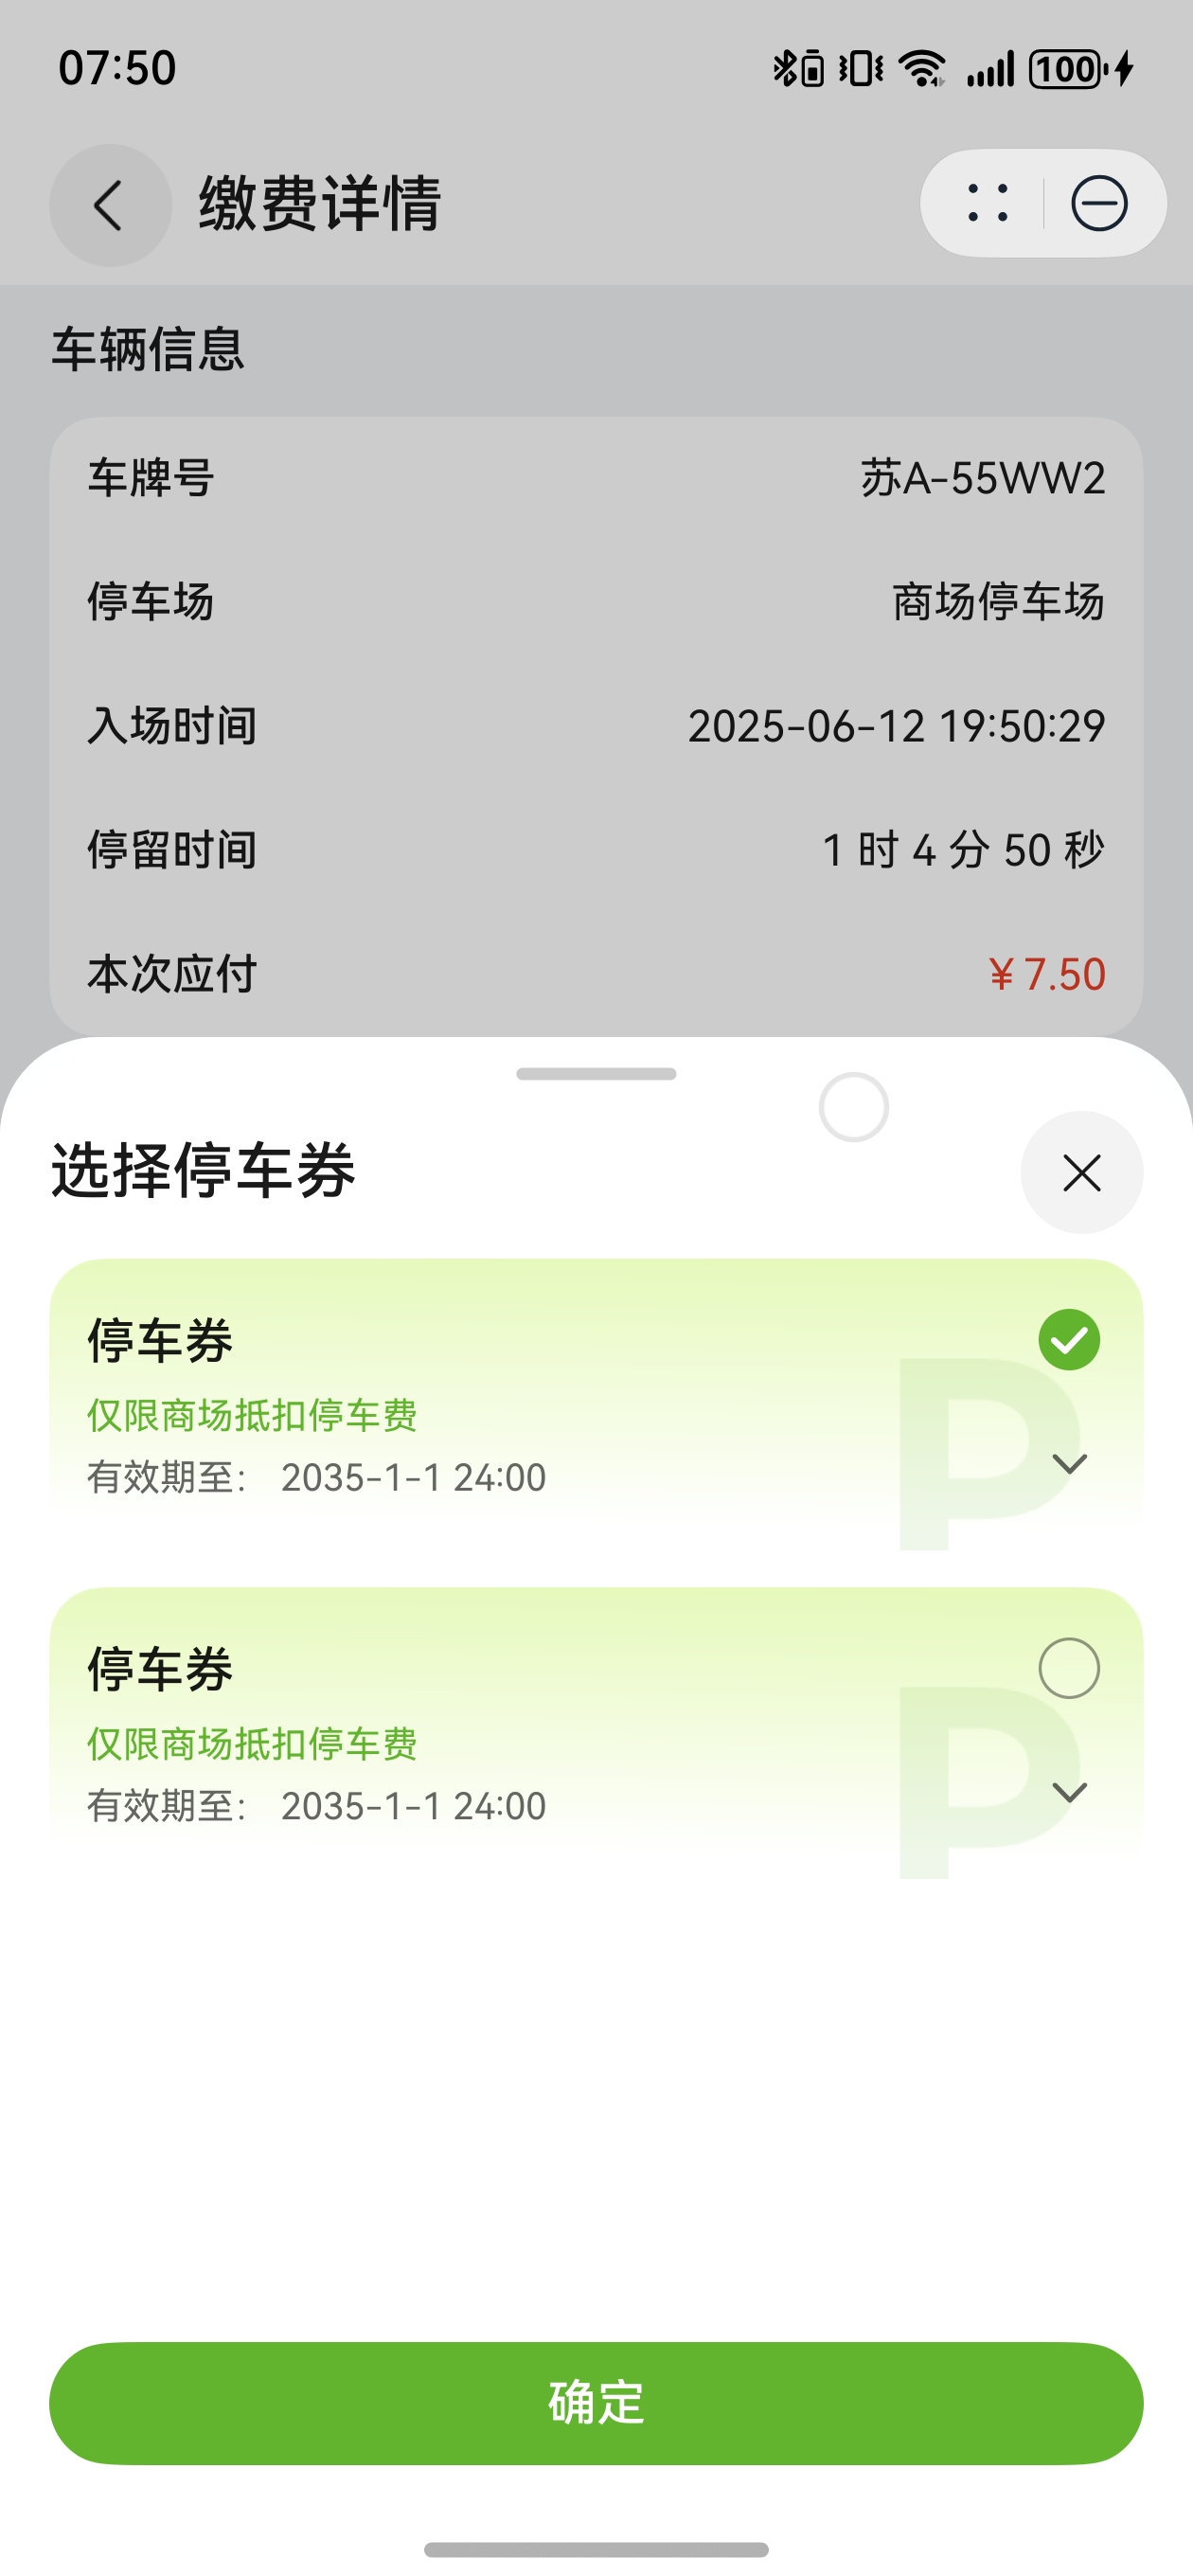 07:50
100
缴费详情
车辆信息
车牌号 苏A-55WW2
停车场 商场停车场
入场时间 2025-06-12 19:50:29
停留时间 1 时 4 分 50 秒
本次应付 ¥ 7.50
选择停车券
停车券
仅限商场抵扣停车费
有效期至： 2035-1-1 24:00
P
停车券
仅限商场抵扣停车费
有效期至： 2035-1-1 24:00
P
确定